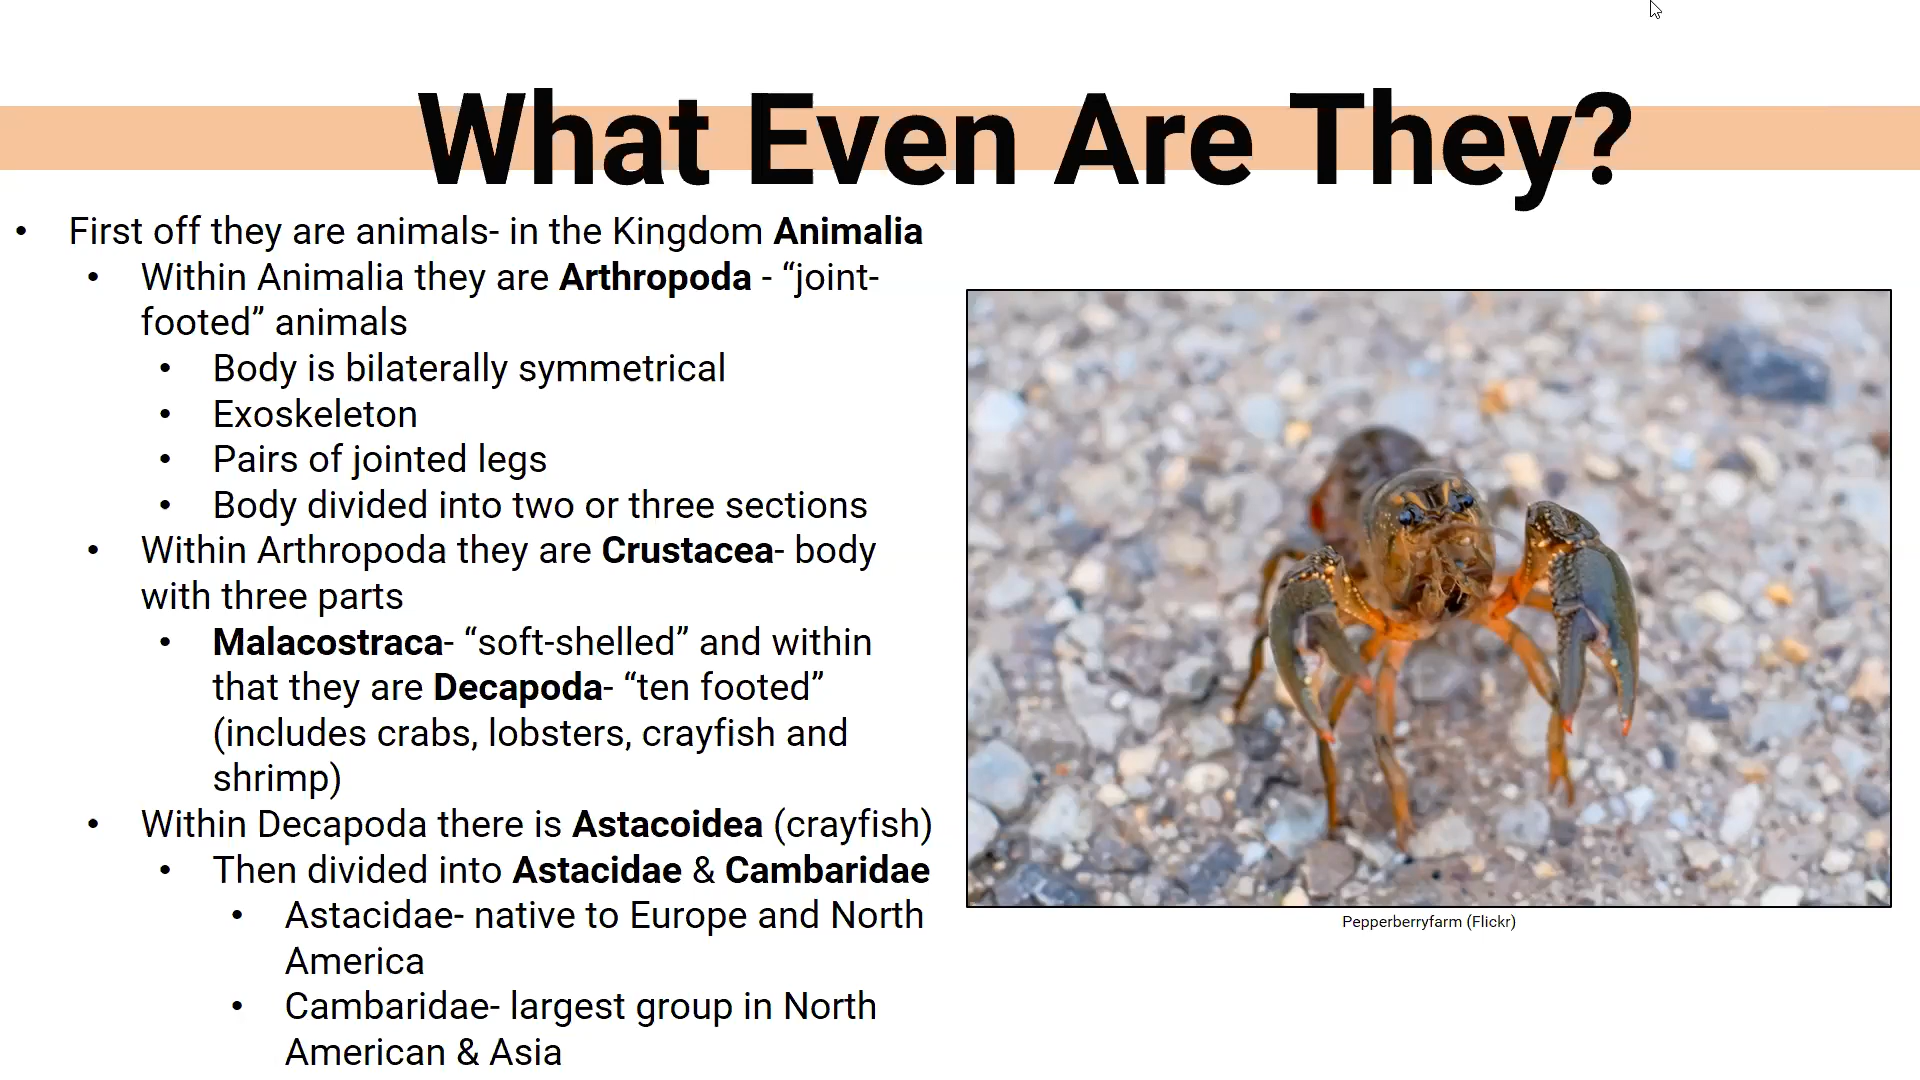 What Even Are They?
• First off they are animals- in the Kingdom Animalia
• Within Animalia they are Arthropoda - “joint-
footed” animals
• Body is bilaterally symmetrical
• Exoskeleton
• Pairs of jointed legs
• Body divided into two or three sections
• Within Arthropoda they are Crustacea- body
with three parts
• Malacostraca- “soft-shelled” and within
that they are Decapoda- “ten footed”
(includes crabs, lobsters, crayfish and
shrimp)
• Within Decapoda there is Astacoidea (crayfish)
• Then divided into Astacidae & Cambaridae
• Astacidae- native to Europe and North
America
• Cambaridae- largest group in North
American & Asia
Pepperberryfarm (Flickr)